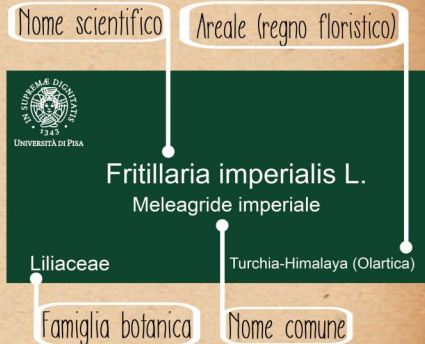 Nome scientifico
Areale (regno floristico)
IN SUPREMÆ DIGNITATIS
1343
UNIVERSITÀ DI PISA
Fritillaria imperialis L.
Meleagride imperiale
Liliaceae
Turchia-Himalaya (Olartica)
Famiglia botanica
Nome comune